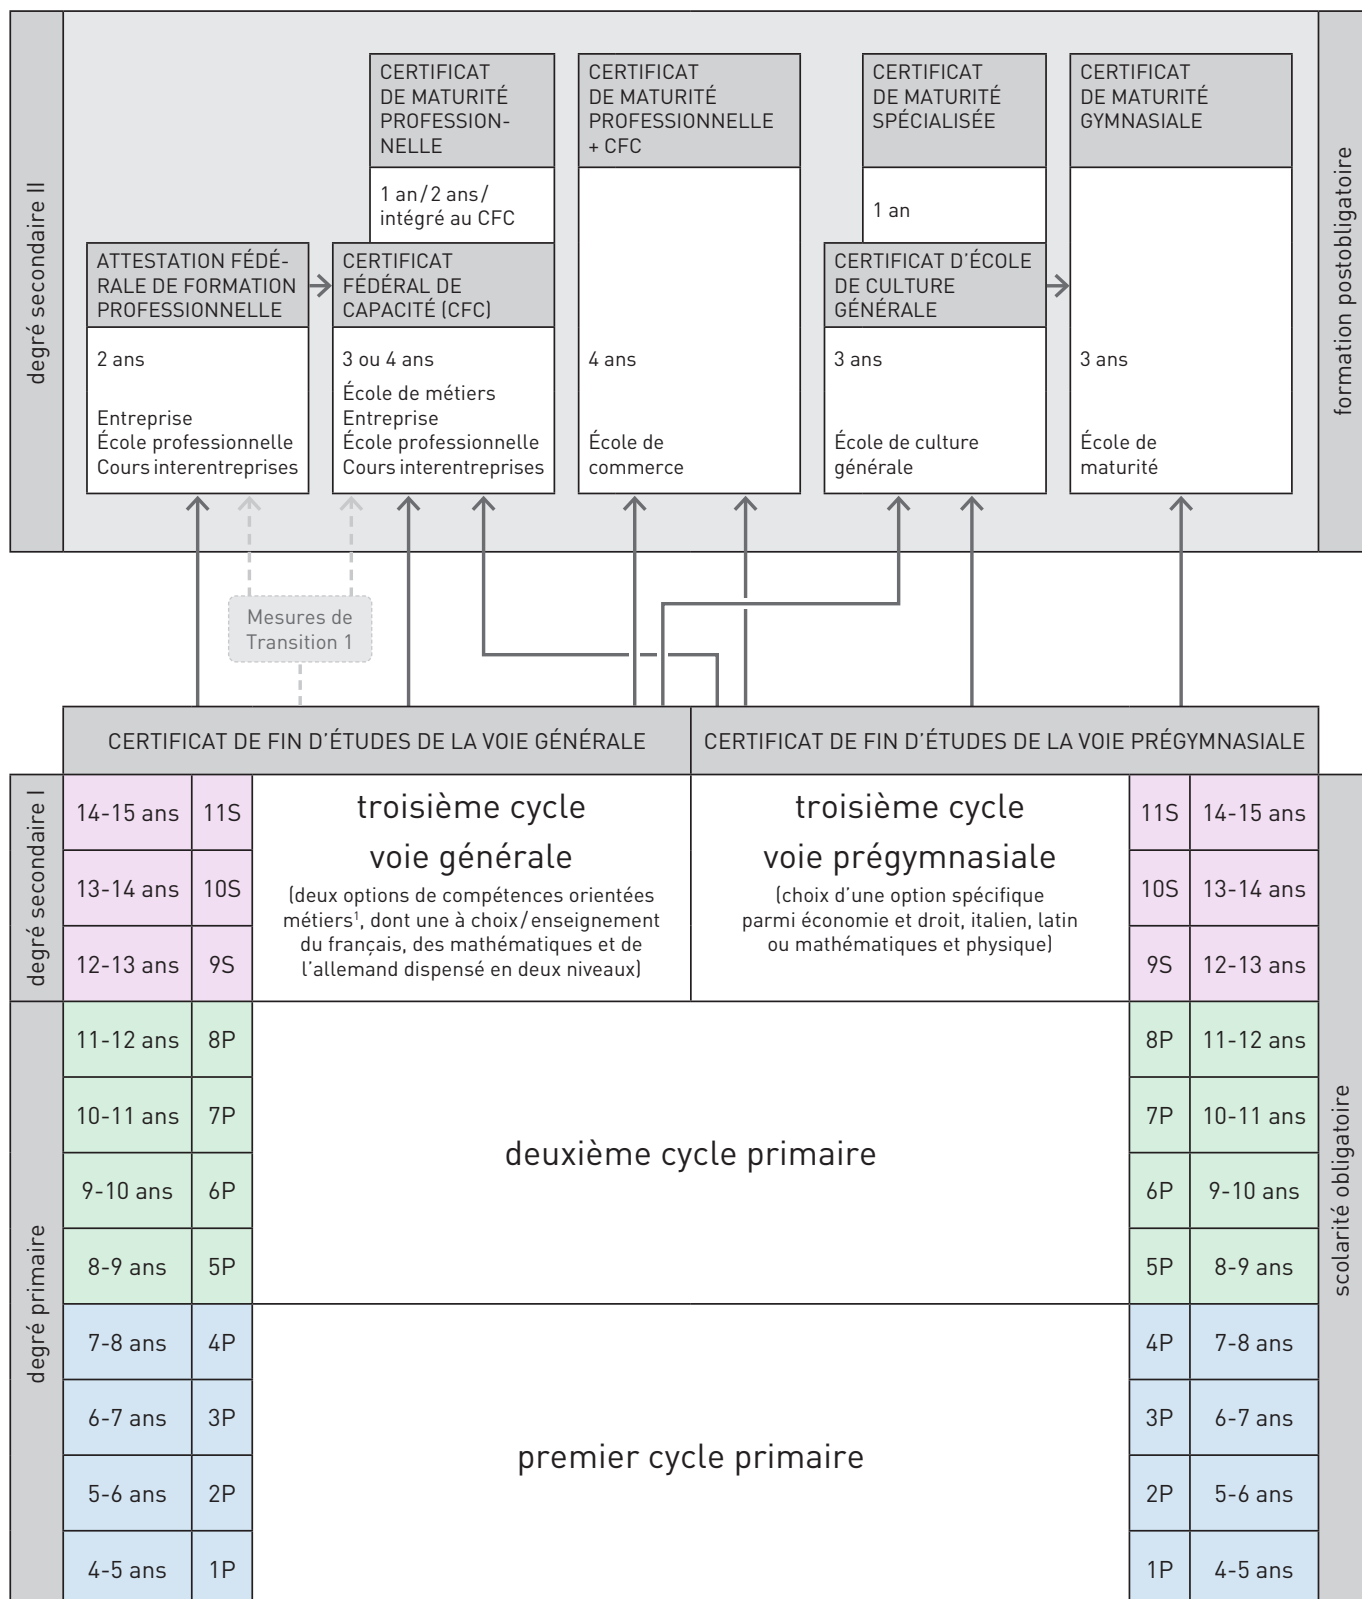 degré secondaire II
formation postobligatoire
CERTIFICAT
DE MATURITÉ
PROFESSION-
NELLE
1 an/2 ans/
intégré au CFC
CERTIFICAT
DE MATURITÉ
PROFESSIONNELLE
+ CFC
CERTIFICAT
DE MATURITÉ
SPÉCIALISÉE
1 an
CERTIFICAT
DE MATURITÉ
GYMNASIALE
ATTESTATION FÉDÉ-
RALE DE FORMATION
PROFESSIONNELLE
2 ans
Entreprise
École professionnelle
Cours interentreprises
CERTIFICAT
FÉDÉRAL DE
CAPACITÉ (CFC)
3 ou 4 ans
École de métiers
Entreprise
École professionnelle
Cours interentreprises
4 ans
École de
commerce
CERTIFICAT D'ÉCOLE
DE CULTURE
GÉNÉRALE
3 ans
École de culture
générale
3 ans
École de
maturité
Mesures de
Transition 1
CERTIFICAT DE FIN D'ÉTUDES DE LA VOIE GÉNÉRALE
CERTIFICAT DE FIN D'ÉTUDES DE LA VOIE PRÉGYMNASIALE
degré secondaire I
14-15 ans 11S
13-14 ans 10S
12-13 ans 9S
troisième cycle
voie générale
(deux options de compétences orientées
métiers¹, dont une à choix/enseignement
du français, des mathématiques et de
l'allemand dispensé en deux niveaux)
troisième cycle
voie prégymnasiale
(choix d'une option spécifique
parmi économie et droit, italien, latin
ou mathématiques et physique)
11S 14-15 ans
10S 13-14 ans
9S 12-13 ans
scolarité obligatoire
degré primaire
11-12 ans 8P
10-11 ans 7P
9-10 ans 6P
8-9 ans 5P
deuxième cycle primaire
8P 11-12 ans
7P 10-11 ans
6P 9-10 ans
5P 8-9 ans
7-8 ans 4P
6-7 ans 3P
5-6 ans 2P
4-5 ans 1P
premier cycle primaire
4P 7-8 ans
3P 6-7 ans
2P 5-6 ans
1P 4-5 ans